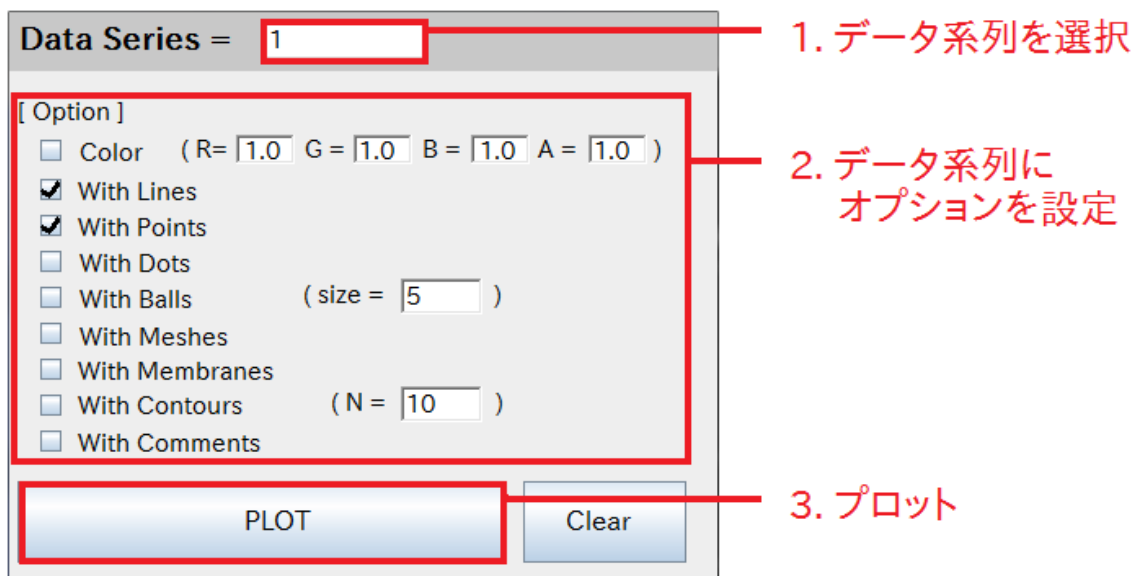 Data Series = 1
1. データ系列を選択
[ Option ]
Color ( R= 1.0 G = 1.0 B = 1.0 A = 1.0 )
With Lines
2. データ系列に
オプションを設定
With Points
With Dots
With Balls ( size = 5 )
With Meshes
With Membranes
With Contours ( N = 10 )
With Comments
PLOT
Clear
3. プロット